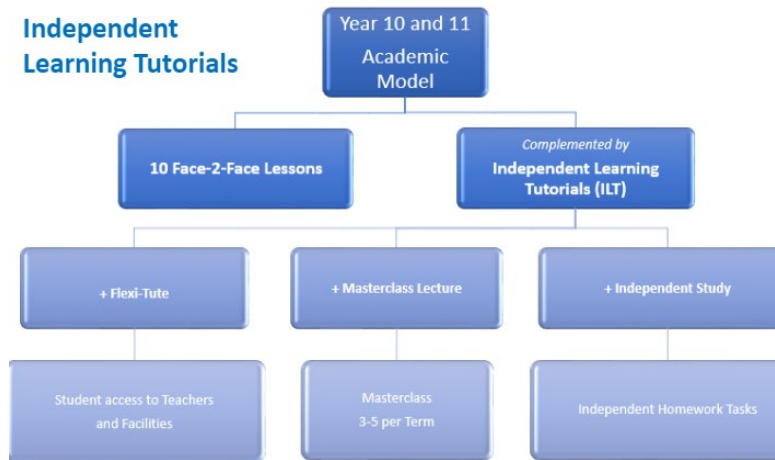 Independent
Learning Tutorials
Year 10 and 11
Academic
Model
10 Face-2-Face Lessons
Complemented by
Independent Learning
Tutorials (ILT)
+ Flexi-Tute
+ Masterclass Lecture
+ Independent Study
Student access to Teachers
and Facilities
Masterclass
3-5 per Term
Independent Homework Tasks